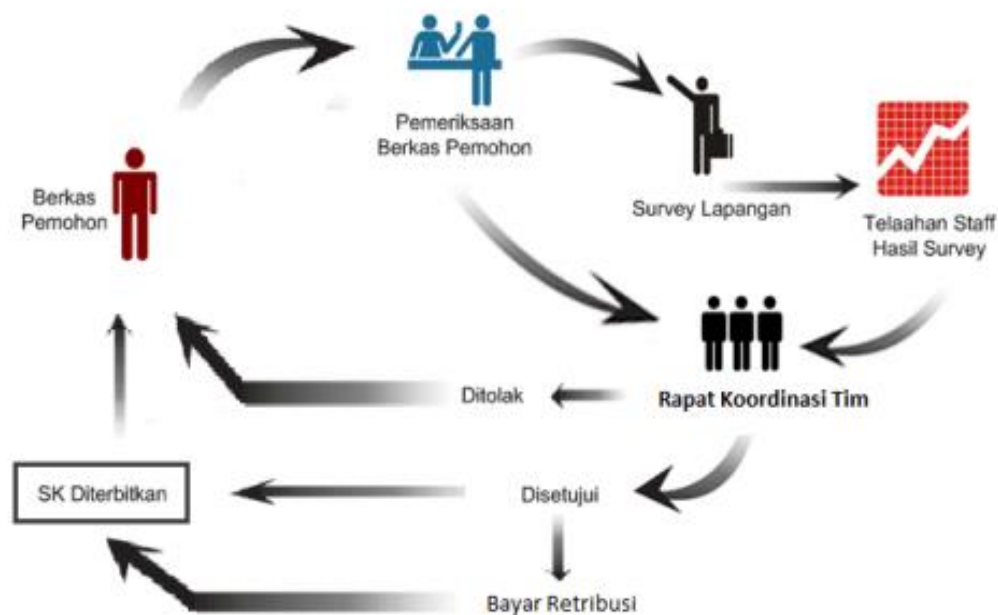 Pemeriksaan
Berkas Pemohon
Berkas
Pemohon
Survey Lapangan
Telaahan Staff
Hasil Survey
Ditolak
Rapat Koordinasi Tim
SK Diterbitkan
Disetujui
Bayar Retribusi